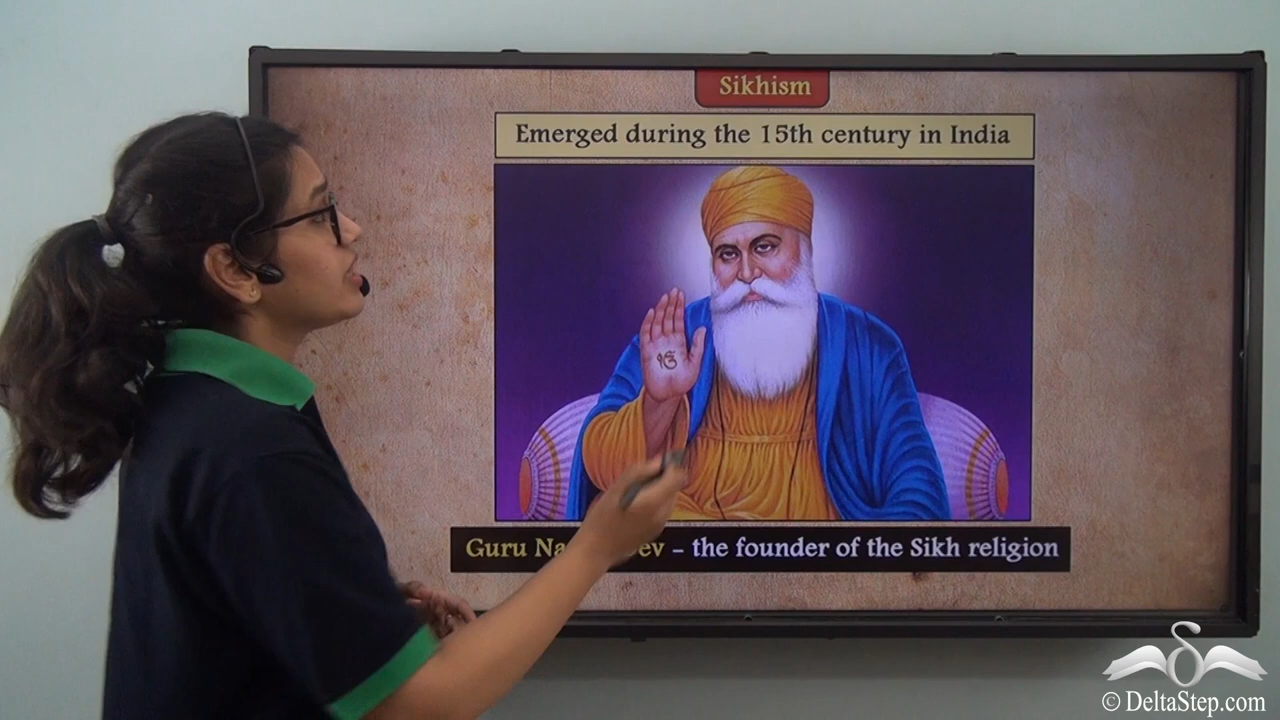 Sikhism
Emerged during the 15th century in India
ੴ
Guru - the founder of the Sikh religion
© DeltaStep.com